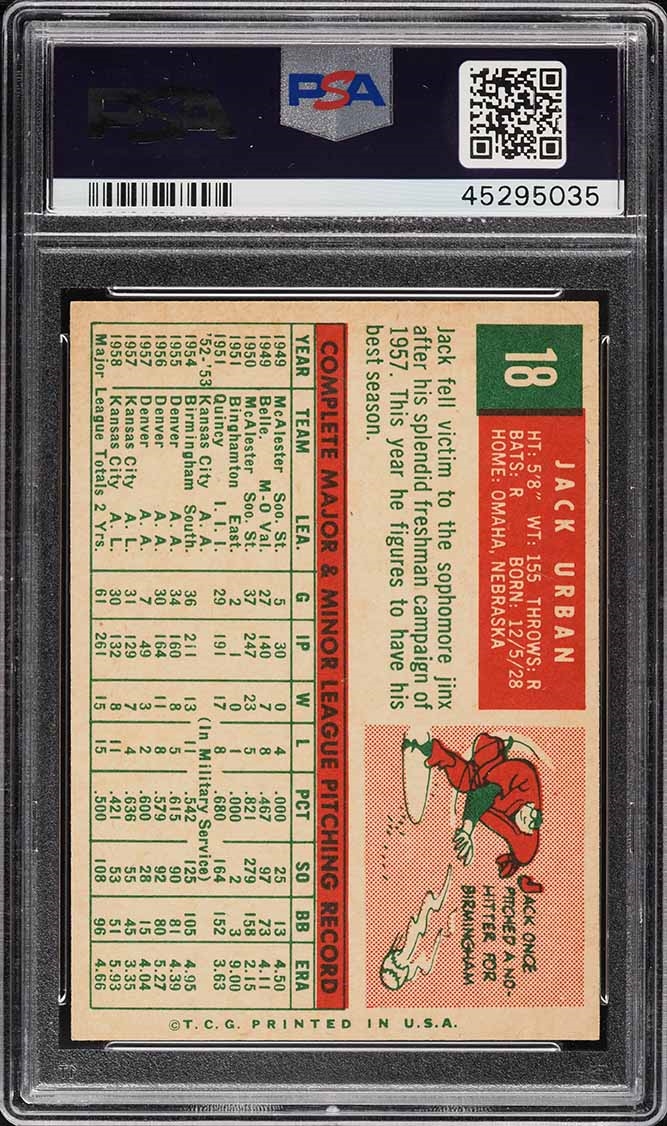 PSA
PSA
45295035
18
JACK URBAN
HT: 5'8" WT: 155 THROWS: R
BATS: R BORN: 12/5/28
HOME: OMAHA, NEBRASKA
Jack fell victim to the sophomore jinx
after his splendid freshman campaign of
1957. This year he figures to have his
best season.
JACK ONCE
PITCHED A NO-
HITTER FOR
BIRMINGHAM
COMPLETE MAJOR & MINOR LEAGUE PITCHING RECORD
YEAR TEAM LEA. G IP W L PCT SO BB ERA
1949 McAlester Soo. St. 5 30 0 4 .000 25 13 4.50
1949 Belle. M-O Val. 27 140 7 8 .467 97 73 4.11
1950 McAlester Soo. St. 37 247 23 5 .821 279 158 2.15
1951 Binghamton East. 2 1 0 1 .000 2 3 9.00
1951 Quincy I. I. I. 29 191 17 8 .680 164 152 3.63
'52-'53 Kansas City A. A. (In Military Service)
1954 Birmingham South. 36 211 13 11 .542 125 105 4.95
1955 Denver A. A. 34 160 8 5 .615 90 81 4.39
1956 Denver A. A. 30 164 11 8 .579 92 80 5.27
1957 Denver A. A. 7 49 3 2 .600 28 15 4.04
1957 Kansas City A. L. 31 129 7 4 .636 55 45 3.35
1958 Kansas City A. L. 30 132 8 11 .421 53 51 5.93
Major League Totals 2 Yrs. 61 261 15 15 .500 108 96 4.66
©T.C.G. PRINTED IN U.S.A.